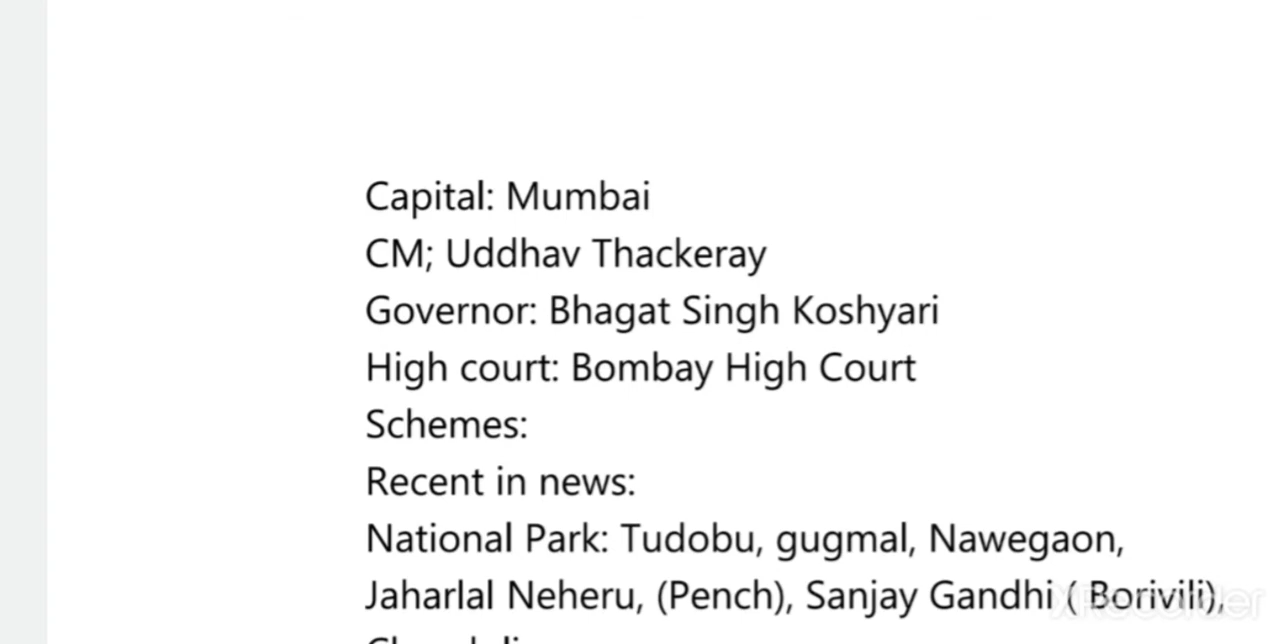 Capital: Mumbai
CM; Uddhav Thackeray
Governor: Bhagat Singh Koshyari
High court: Bombay High Court
Schemes:
Recent in news:
National Park: Tudobu, gugmal, Nawegaon,
Jaharlal Neheru, (Pench), Sanjay Gandhi ( Borivili),
XRecorder